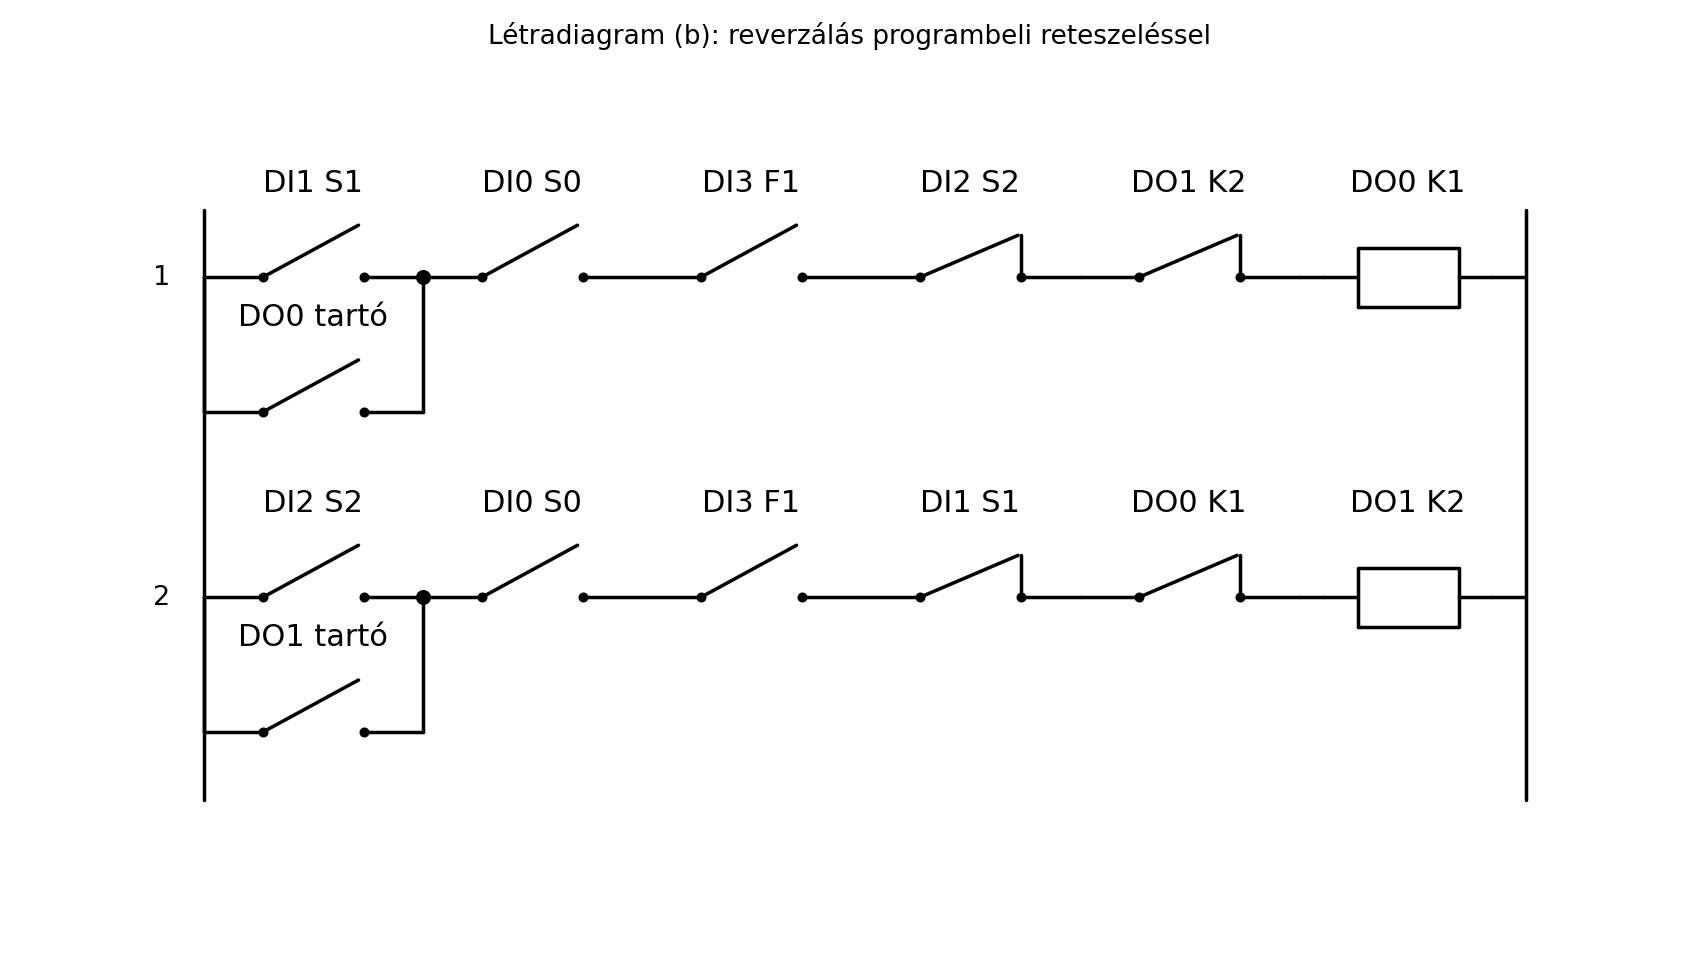 Létradiagram (b): reverzálás programbeli reteszeléssel
DI1 S1 DI0 S0 DI3 F1 DI2 S2 DO1 K2 DO0 K1
1
DO0 tartó
DI2 S2 DI0 S0 DI3 F1 DI1 S1 DO0 K1 DO1 K2
2
DO1 tartó